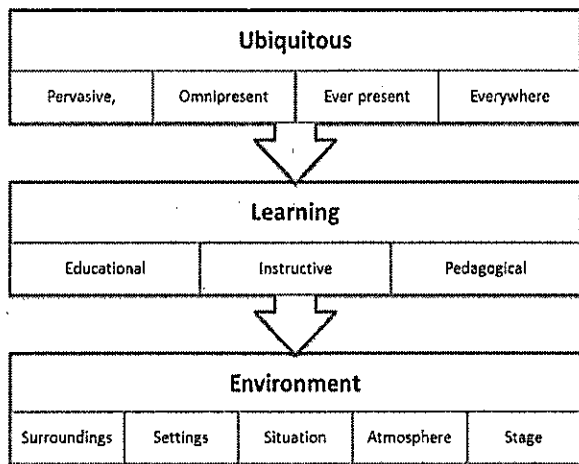 Ubiquitous
Pervasive, Omnipresent Ever present Everywhere
Learning
Educational Instructive Pedagogical
Environment
Surroundings Settings Situation Atmosphere Stage